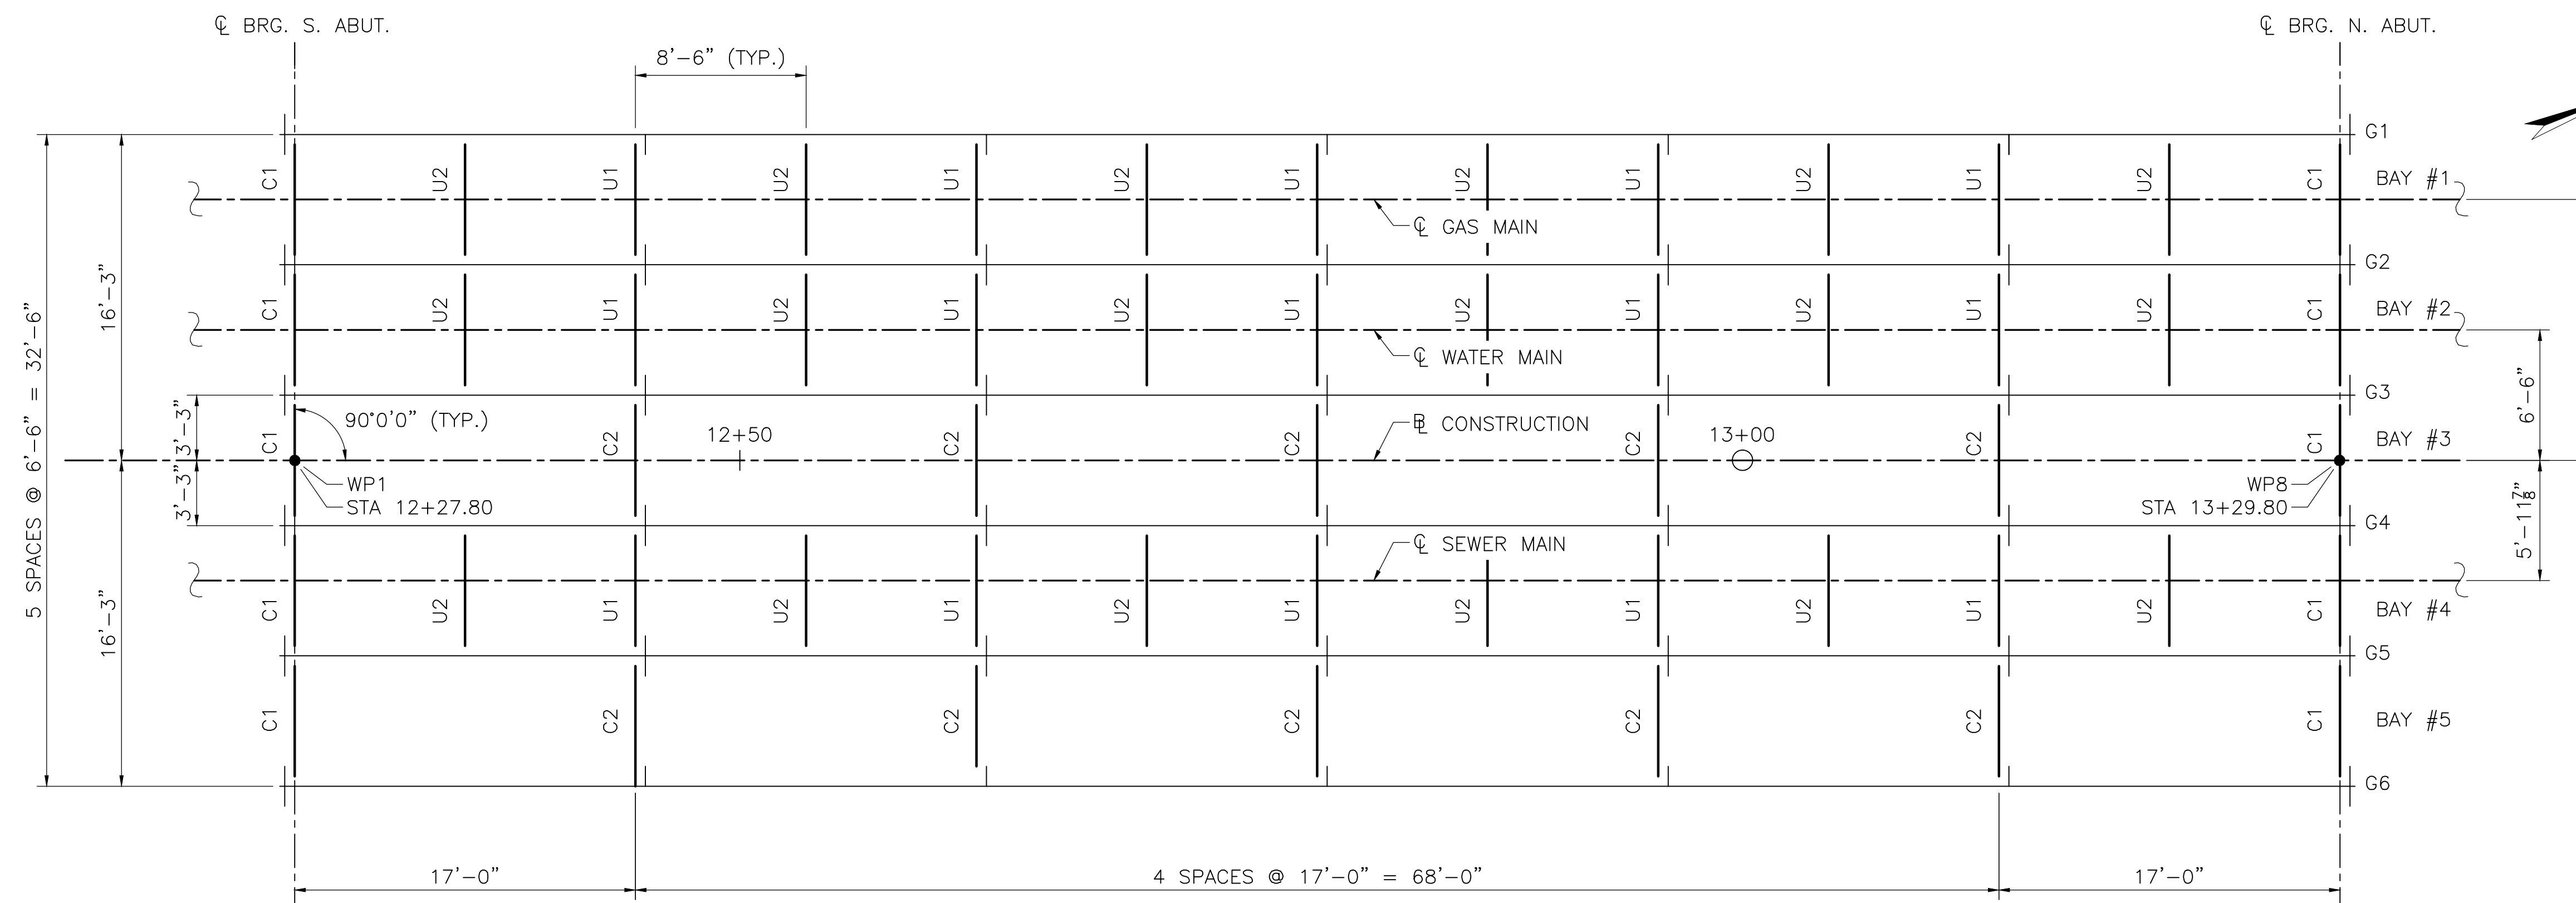 ℄ BRG. S. ABUT.
℄ BRG. N. ABUT.
8'-6" (TYP.)
G1
C1 U2 U1 U2 U1 U2 U1 U2 U1 U2 U1 U2 C1 BAY #1
℄ GAS MAIN
G2
C1 U2 U1 U2 U1 U2 U1 U2 U1 U2 U1 U2 C1 BAY #2
℄ WATER MAIN
G3
90°0'0" (TYP.)
C1 C2 12+50 C2 C2 C2 13+00 C2 C1 BAY #3
℄ CONSTRUCTION
WP1
STA 12+27.80
WP8
STA 13+29.80
G4
℄ SEWER MAIN
C1 U2 U1 U2 U1 U2 U1 U2 U1 U2 U1 U2 C1 BAY #4
G5
C1 C2 C2 C2 C2 C2 C1 BAY #5
G6
5 SPACES @ 6'-6" = 32'-6"
16'-3"
16'-3"
3'-3"
3'-3"
6'-6"
5'-11⅞"
17'-0"
4 SPACES @ 17'-0" = 68'-0"
17'-0"